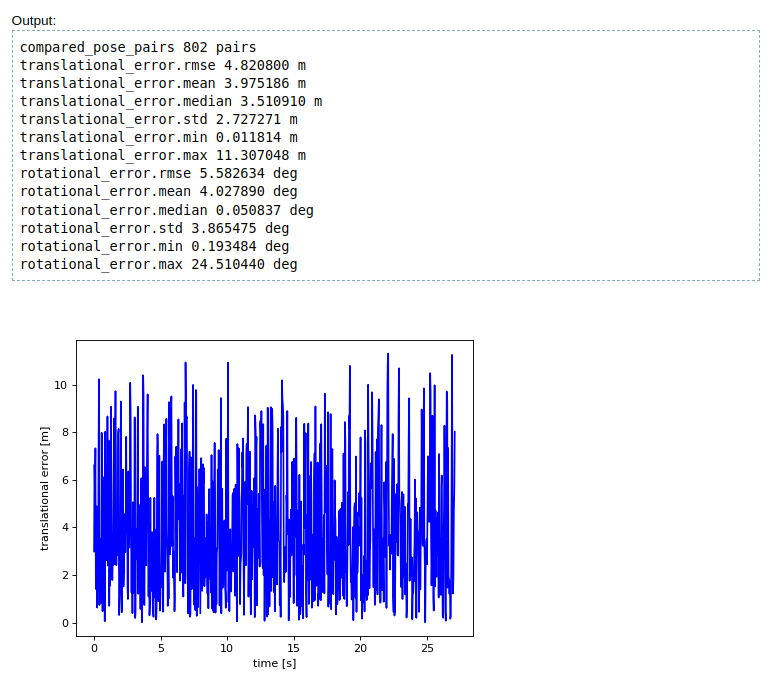 Output:
compared_pose_pairs 802 pairs
translational_error.rmse 4.820800 m
translational_error.mean 3.975186 m
translational_error.median 3.510910 m
translational_error.std 2.727271 m
translational_error.min 0.011814 m
translational_error.max 11.307048 m
rotational_error.rmse 5.582634 deg
rotational_error.mean 4.027890 deg
rotational_error.median 0.050837 deg
rotational_error.std 3.865475 deg
rotational_error.min 0.193484 deg
rotational_error.max 24.510440 deg
translational error [m]
10
8
6
4
2
0
0 5 10 15 20 25
time [s]